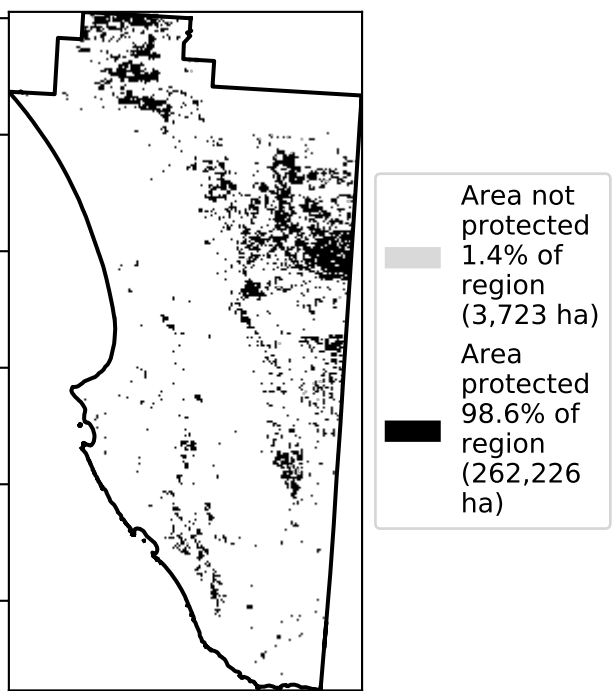 Area not
protected
1.4% of
region
(3,723 ha)
Area
protected
98.6% of
region
(262,226
ha)